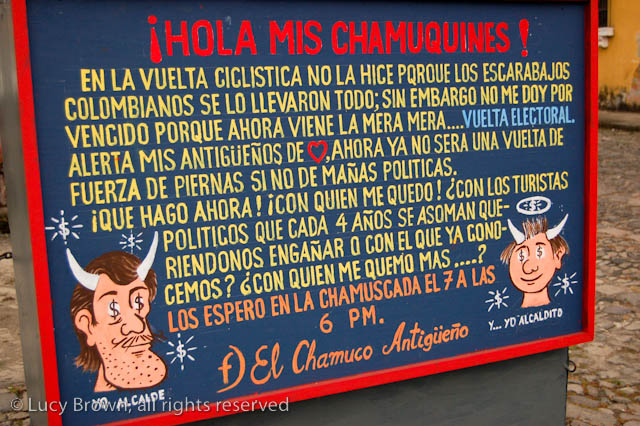 ¡HOLA MIS CHAMUQUINES!
EN LA VUELTA CICLISTICA NO LA HICE PQRQUE LOS ESCARABAJOS
COLOMBIANOS SE LO LLEVARON TODO; SIN EMBARGO NO ME DOY POR
VENCIDO PORQUE AHORA VIENE LA MERA MERA....VUELTA ELECTORAL.
ALERTA MIS ANTIGÜEÑOS DE ♥, AHORA YA NO SERA UNA VUELTA DE
FUERZA DE PIERNAS SI NO DE MAÑAS POLITICAS.
¡QUE HAGO AHORA! ¡CON QUIEN ME QUEDO! ¿CON LOS TURISTAS
POLITICOS QUE CADA 4 AÑOS SE ASOMAN QUE-
RIENDONOS ENGAÑAR O CON EL QUE YA CONO-
CEMOS? ¿CON QUIEN ME QUEMO MAS ....?
LOS ESPERO EN LA CHAMUSCADA EL 7 A LAS
6 PM.
f) El Chamuco Antigüeño
YO ALCALDE
Y... YO ALCALDITO
$ $ $ $ $ $ $ $ $ $
© Lucy Brown, all rights reserved